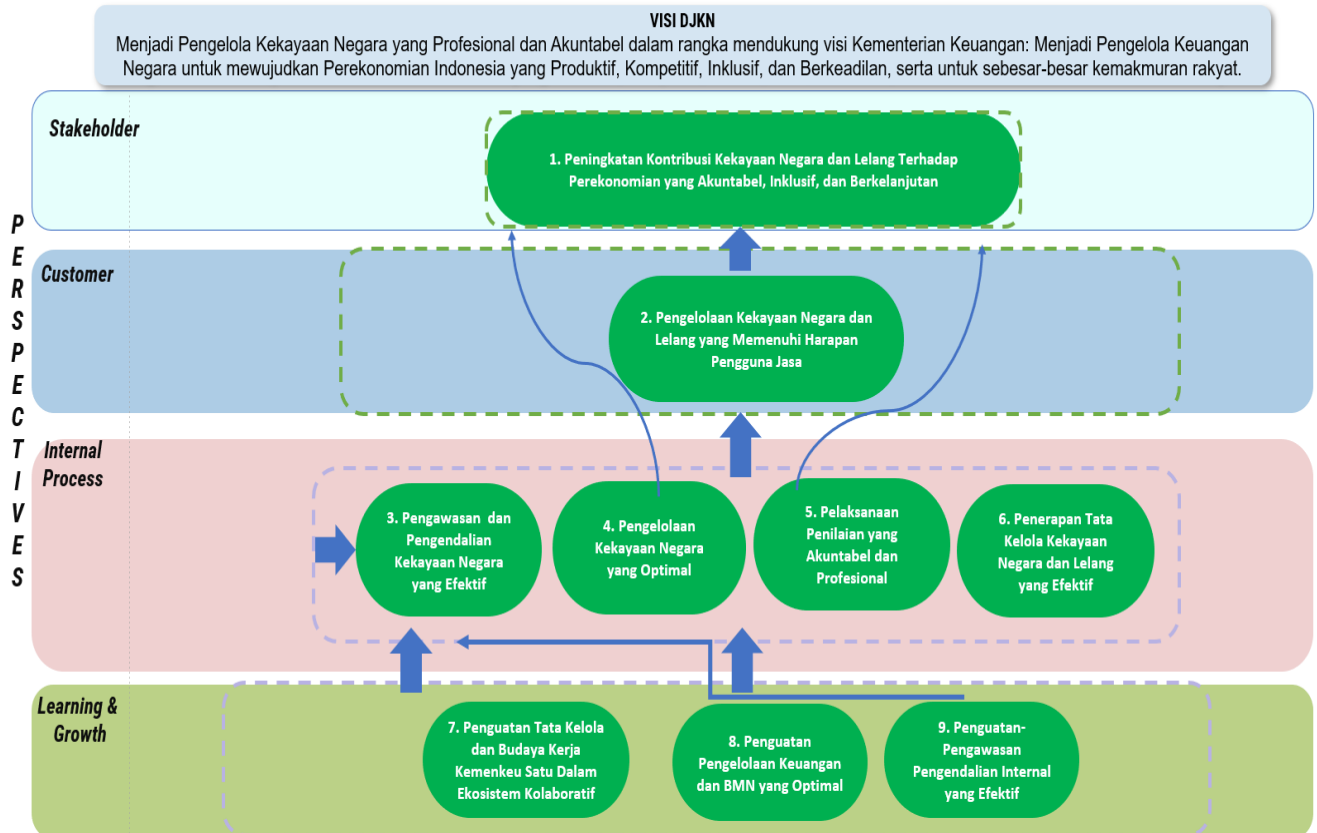 VISI DJKN
Menjadi Pengelola Kekayaan Negara yang Profesional dan Akuntabel dalam rangka mendukung visi Kementerian Keuangan: Menjadi Pengelola Keuangan
Negara untuk mewujudkan Perekonomian Indonesia yang Produktif, Kompetitif, Inklusif, dan Berkeadilan, serta untuk sebesar-besar kemakmuran rakyat.
PERSPECTIVES
Stakeholder
1. Peningkatan Kontribusi Kekayaan Negara dan Lelang Terhadap
Perekonomian yang Akuntabel, Inklusif, dan Berkelanjutan
Customer
2. Pengelolaan Kekayaan Negara dan
Lelang yang Memenuhi Harapan
Pengguna Jasa
Internal
Process
3. Pengawasan dan
Pengendalian
Kekayaan Negara
yang Efektif
4. Pengelolaan
Kekayaan Negara
yang Optimal
5. Pelaksanaan
Penilaian yang
Akuntabel dan
Profesional
6. Penerapan Tata
Kelola Kekayaan
Negara dan Lelang
yang Efektif
Learning &
Growth
7. Penguatan Tata Kelola
dan Budaya Kerja
Kemenkeu Satu Dalam
Ekosistem Kolaboratif
8. Penguatan
Pengelolaan Keuangan
dan BMN yang Optimal
9. Penguatan-
Pengawasan
Pengendalian Internal
yang Efektif